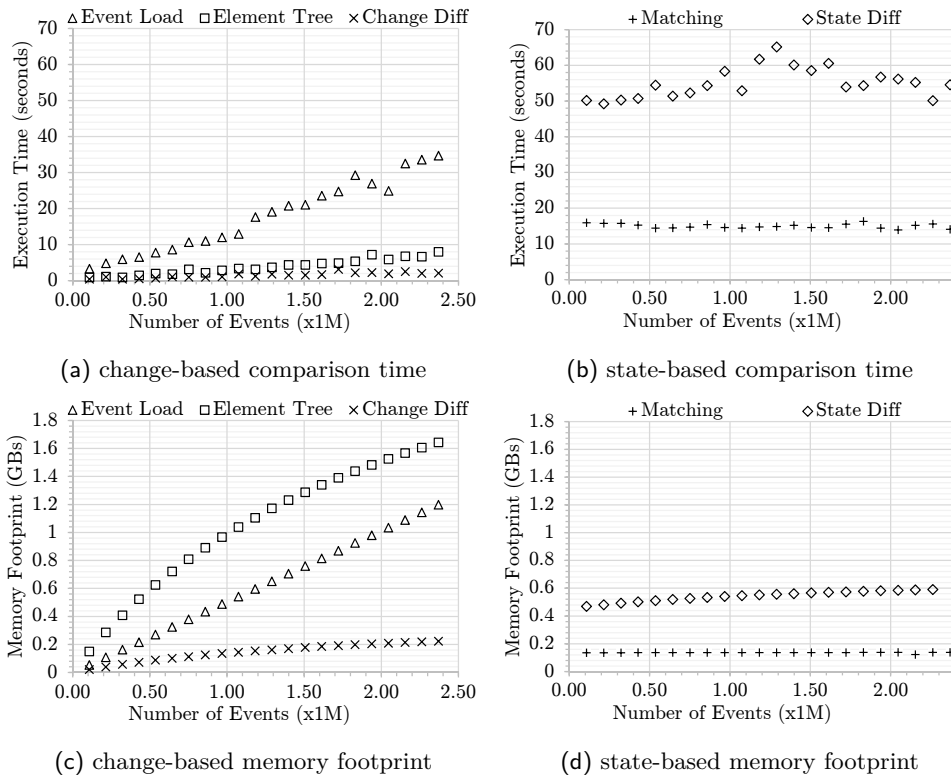 Event Load Element Tree Change Diff
70
60
50
40
30
20
10
0
Execution Time (seconds)
0.00 0.50 1.00 1.50 2.00 2.50
Number of Events (x1M)
(a) change-based comparison time
Matching State Diff
70
60
50
40
30
20
10
0
Execution Time (seconds)
0.00 0.50 1.00 1.50 2.00
Number of Events (x1M)
(b) state-based comparison time
Event Load Element Tree Change Diff
1.8
1.6
1.4
1.2
1
0.8
0.6
0.4
0.2
0
Memory Footprint (GBs)
0.00 0.50 1.00 1.50 2.00 2.50
Number of Events (x1M)
(c) change-based memory footprint
Matching State Diff
1.8
1.6
1.4
1.2
1
0.8
0.6
0.4
0.2
0
Memory Footprint (GBs)
0.00 0.50 1.00 1.50 2.00
Number of Events (x1M)
(d) state-based memory footprint